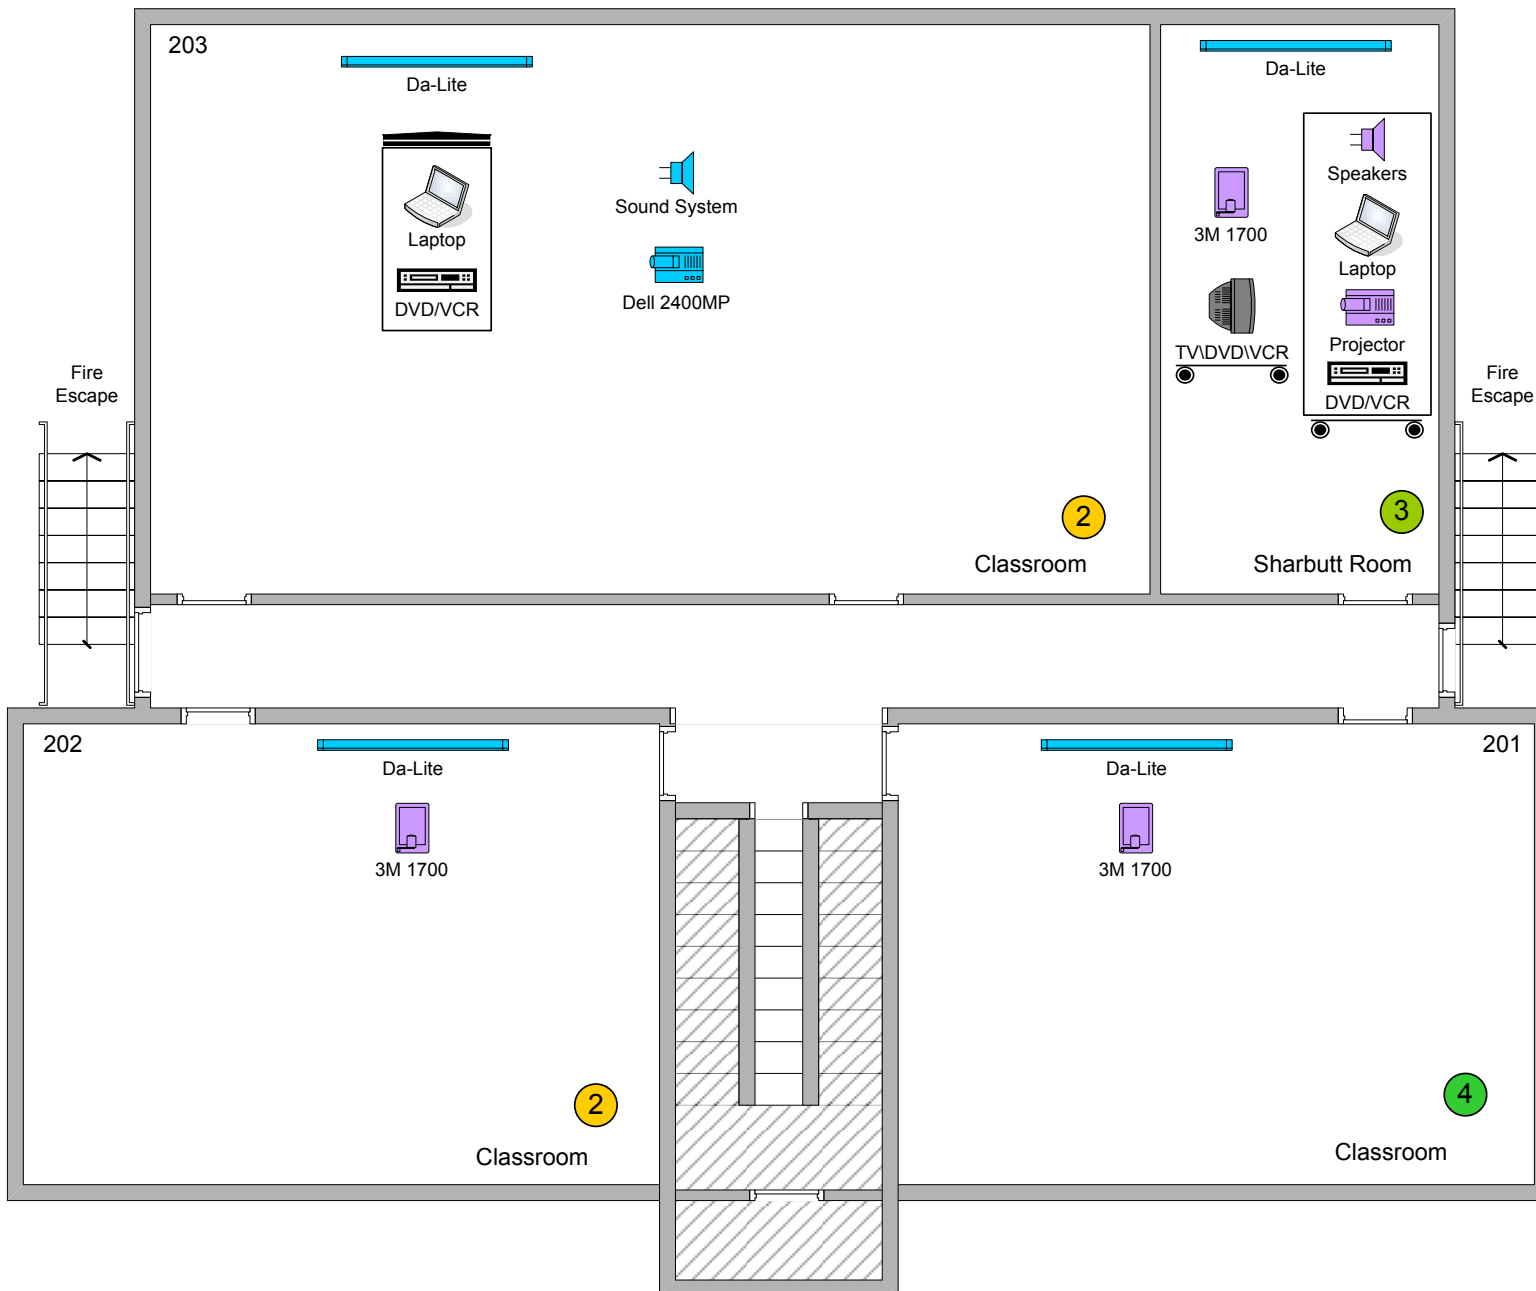 203
Da-Lite
Laptop
DVD/VCR
Sound System
Dell 2400MP
2
Classroom
Da-Lite
3M 1700
TV\DVD\VCR
Speakers
Laptop
Projector
DVD/VCR
3
Sharbutt Room
Fire
Escape
Fire
Escape
202
Da-Lite
3M 1700
2
Classroom
201
Da-Lite
3M 1700
4
Classroom